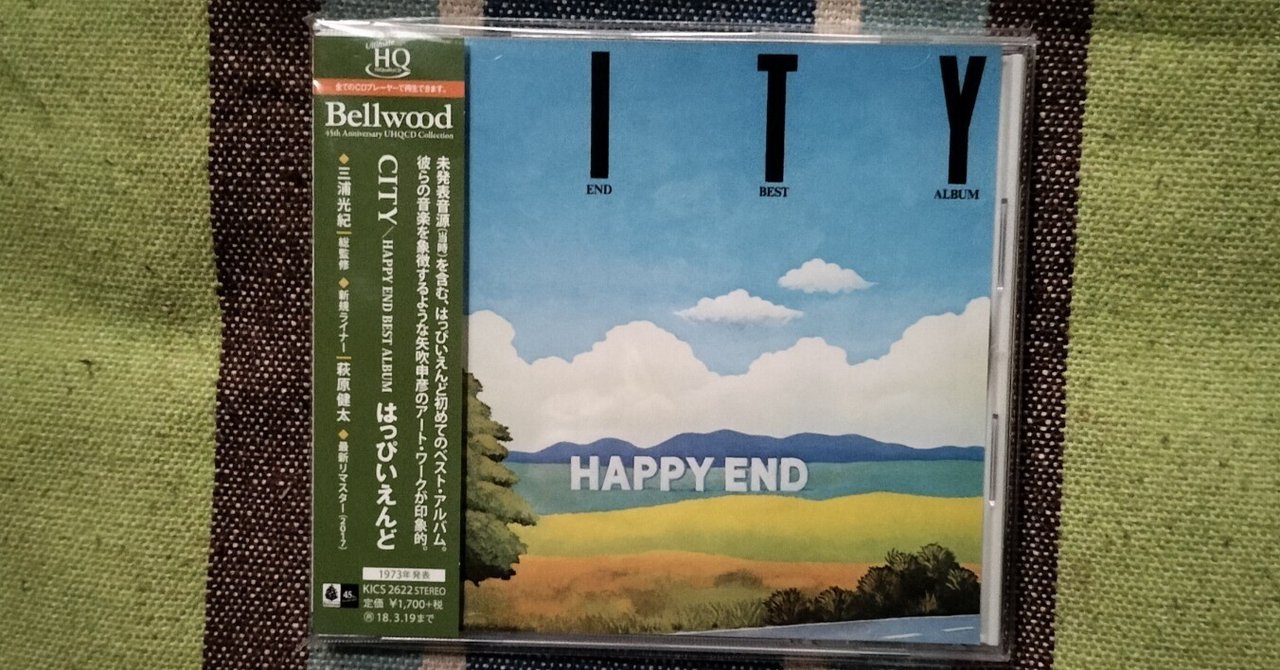 Ultimate
HQ
全てのCDプレーヤーで再生できます。
Bellwood
45th Anniversary UHQCD Collection
未発表音源(当時)を含む、はっぴいえんど初めてのベスト・アルバム。
彼らの音楽を象徴するような矢吹申彦のアート・ワークが印象的。
CITY/HAPPY END BEST ALBUM はっぴいえんど
◆三浦光紀|総監修 ◆新規ライナー|萩原健太 ◆最新リマスター(2017)
1973年発表
KICS 2622 STEREO
定価 ¥1,700+税
18.3.19まで
45th
I T Y
END BEST ALBUM
HAPPY END